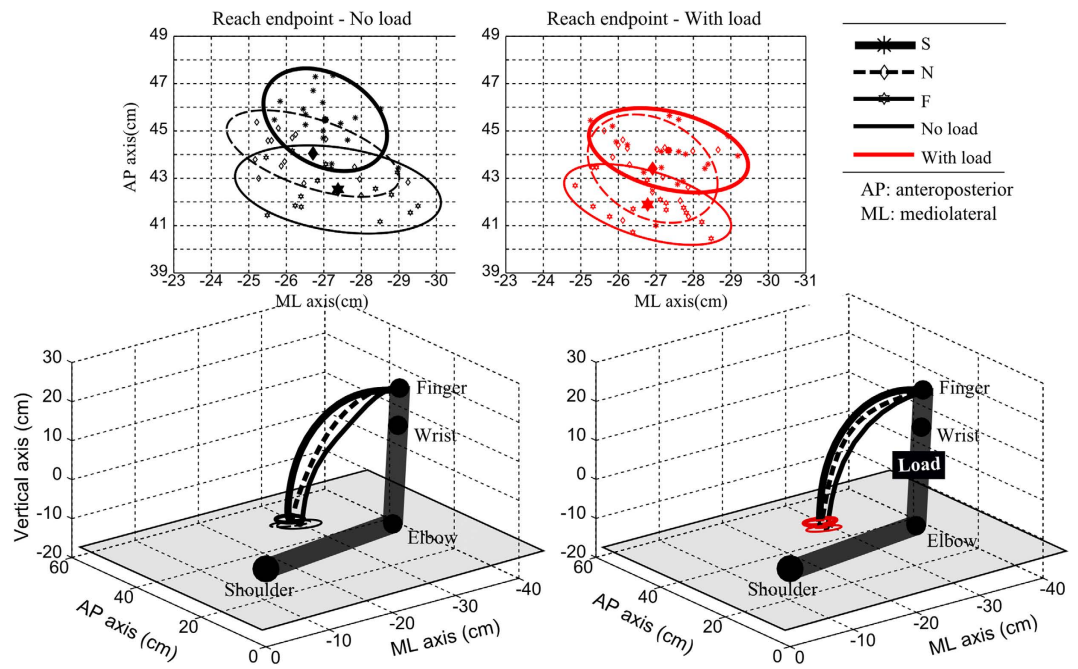 Reach endpoint - No load
Reach endpoint - With load
49
47
45
43
41
39
AP axis(cm)
-23
-24
-25
-26
-27
-28
-29
-30
ML axis(cm)
49
47
45
43
41
39
-23
-24
-25
-26
-27
-28
-29
-30
-31
ML axis(cm)
S
N
F
No load
With load
AP: anteroposterior
ML: mediolateral
30
20
10
0
-10
-20
Vertical axis (cm)
60
40
20
0
AP axis (cm)
0
-10
-20
-30
-40
ML axis (cm)
Finger
Wrist
Elbow
Shoulder
30
20
10
0
-10
-20
60
40
20
0
AP axis (cm)
0
-10
-20
-30
-40
ML axis (cm)
Finger
Wrist
Load
Elbow
Shoulder